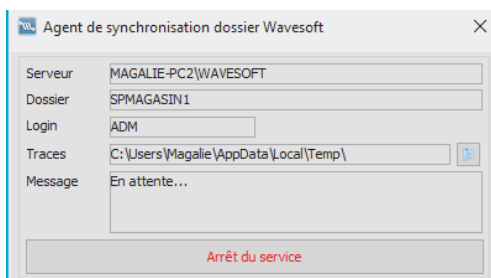 Agent de synchronisation dossier Wavesoft
Serveur MAGALIE-PC2\WAVESOFT
Dossier SPMAGASIN1
Login ADM
Traces C:\Users\Magalie\AppData\Local\Temp\
Message En attente...
Arrêt du service